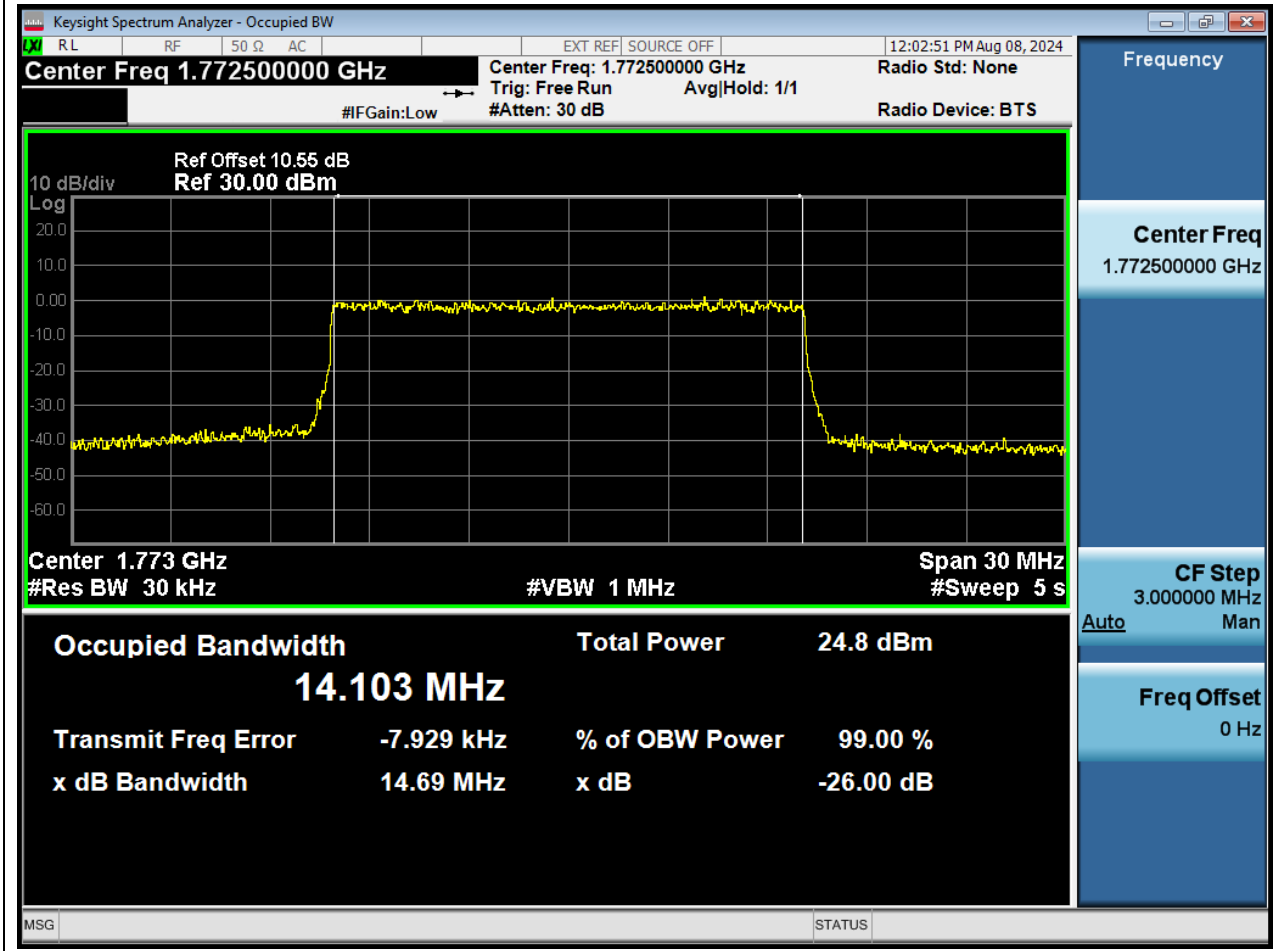 Keysight Spectrum Analyzer - Occupied BW
LXI RL RF 50 Ω AC EXT REF SOURCE OFF 12:02:51 PM Aug 08, 2024
Center Freq 1.772500000 GHz Center Freq: 1.772500000 GHz Radio Std: None
Trig: Free Run Avg|Hold: 1/1
#IFGain:Low #Atten: 30 dB Radio Device: BTS
Ref Offset 10.55 dB
10 dB/div Ref 30.00 dBm
Log
20.0
10.0
0.00
-10.0
-20.0
-30.0
-40.0
-50.0
-60.0
Center 1.773 GHz Span 30 MHz
#Res BW 30 kHz #VBW 1 MHz #Sweep 5 s
Occupied Bandwidth Total Power 24.8 dBm
14.103 MHz
Transmit Freq Error -7.929 kHz % of OBW Power 99.00 %
x dB Bandwidth 14.69 MHz x dB -26.00 dB
Frequency
Center Freq
1.772500000 GHz
CF Step
3.000000 MHz
Auto Man
Freq Offset
0 Hz
MSG STATUS